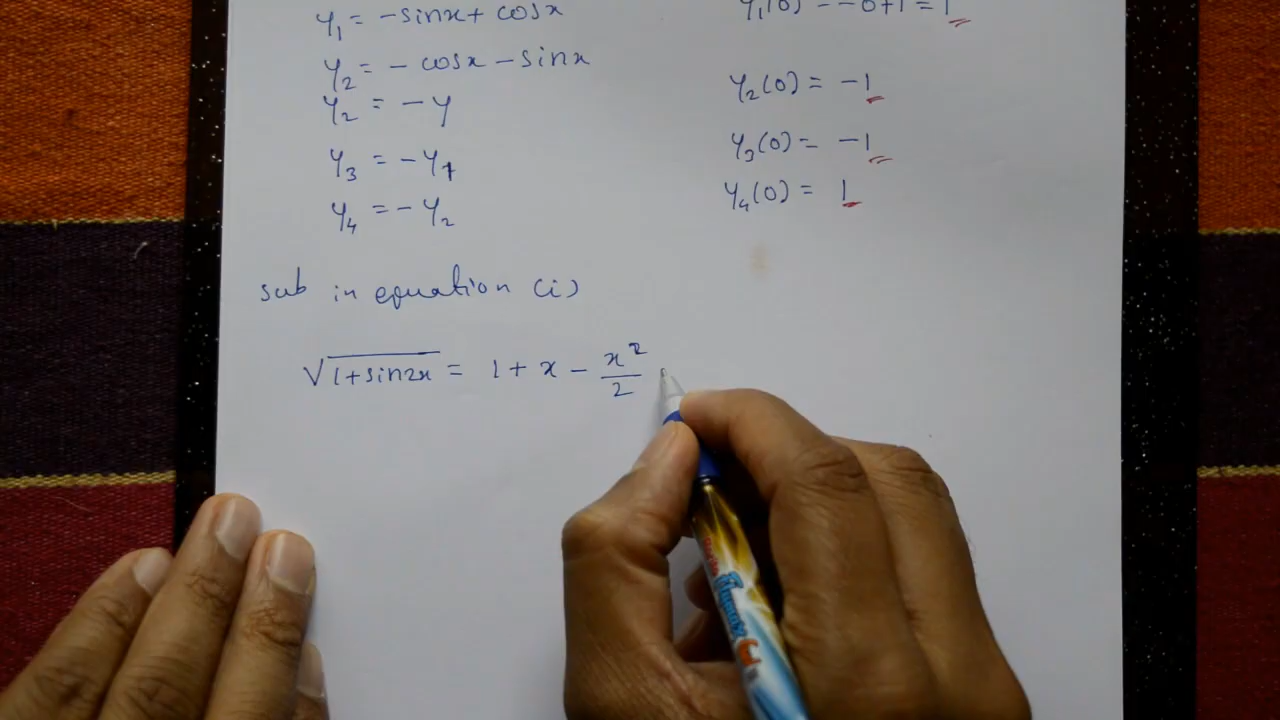 y₁ = -sinx + cosx
y₁(0) = -0+1 = 1
y₂ = - cosx - sinx
y₂(0) = -1
y₂ = - y
y₃ = - y₁
y₃(0) = -1
y₄ = - y₂
y₄(0) = 1
sub in equation (i)
√1+sin2x = 1 + x - x²/2